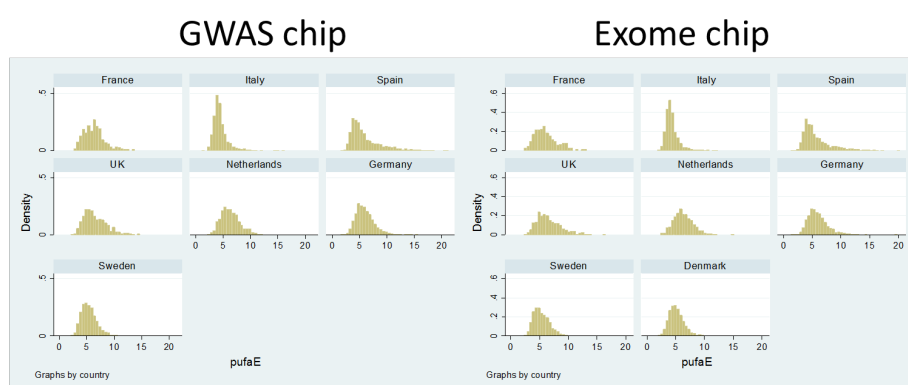 GWAS chip
Exome chip
France Italy Spain
0 .5
UK Netherlands Germany
0 .5
0 5 10 15 20 0 5 10 15 20
Sweden
0 .5
0 5 10 15 20
Density
pufaE
Graphs by country
France Italy Spain
0 .2 .4 .6
UK Netherlands Germany
0 .2 .4 .6
0 5 10 15 20
Sweden Denmark
0 .2 .4 .6
0 5 10 15 20 0 5 10 15 20
Density
pufaE
Graphs by country